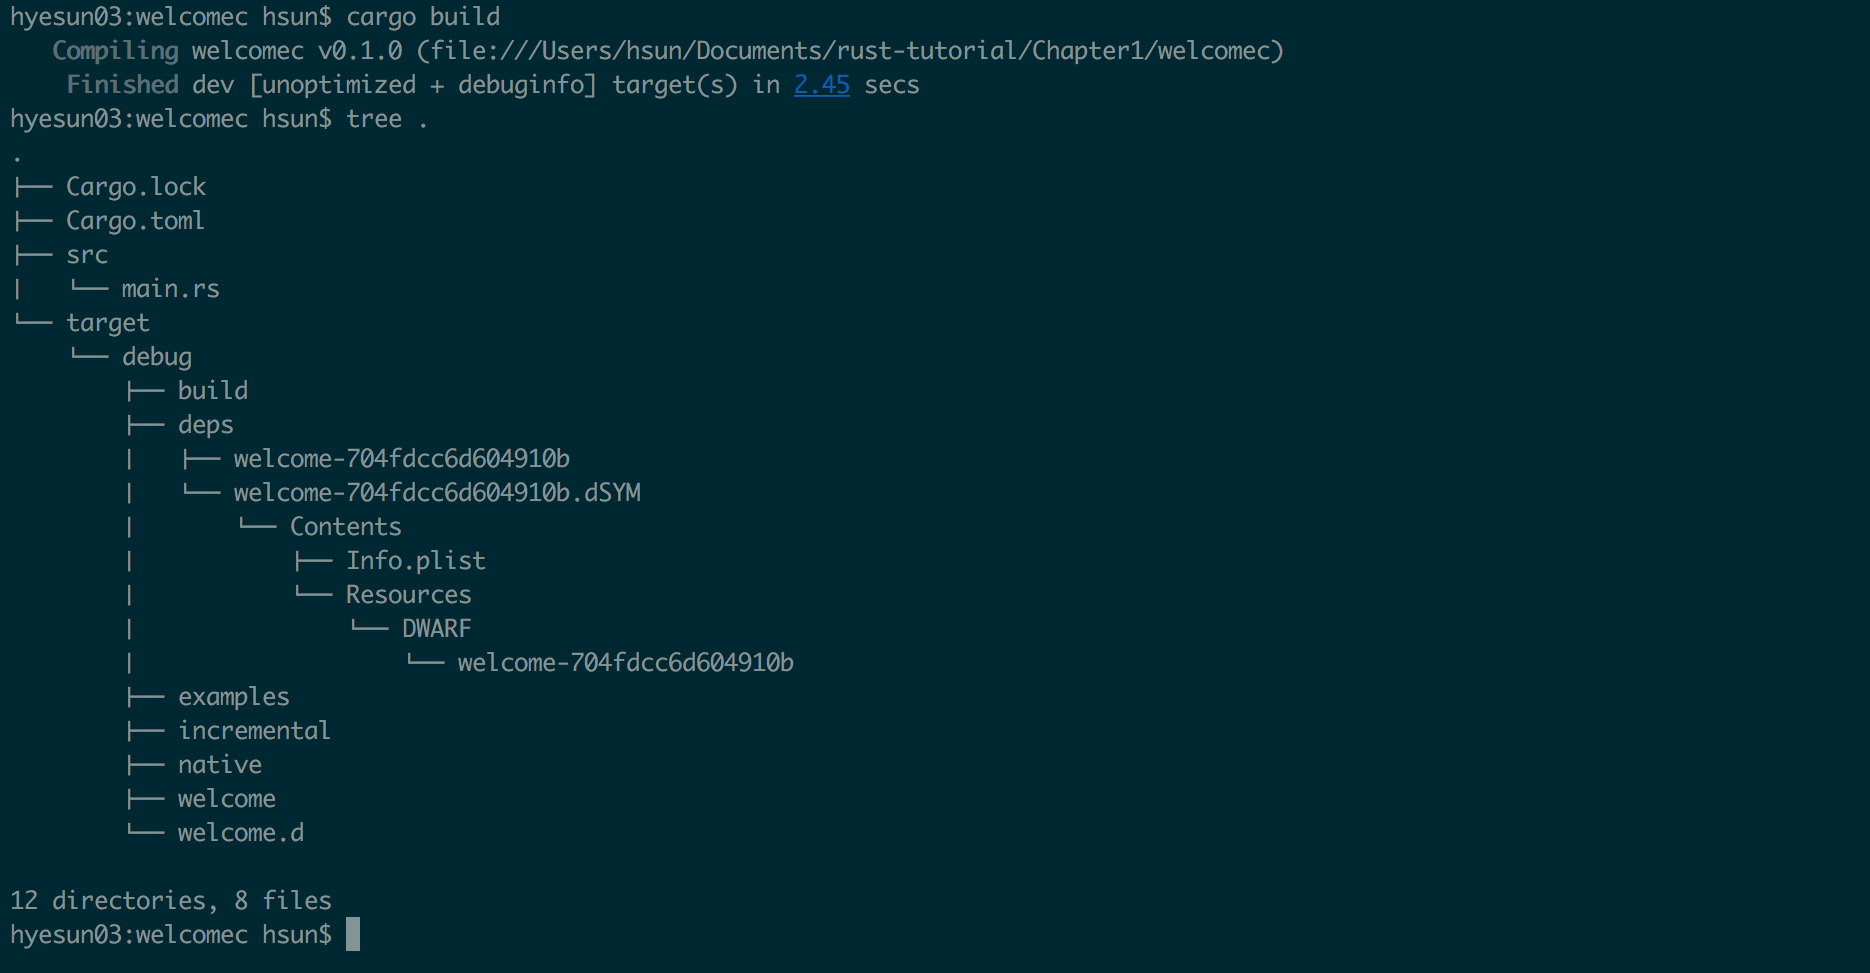 hyesun03:welcomec hsun$ cargo build
   Compiling welcomec v0.1.0 (file:///Users/hsun/Documents/rust-tutorial/Chapter1/welcomec)
    Finished dev [unoptimized + debuginfo] target(s) in 2.45 secs
hyesun03:welcomec hsun$ tree .
.
├── Cargo.lock
├── Cargo.toml
├── src
|   └── main.rs
└── target
    └── debug
        ├── build
        ├── deps
        |   ├── welcome-704fdcc6d604910b
        |   └── welcome-704fdcc6d604910b.dSYM
        |       └── Contents
        |           ├── Info.plist
        |           └── Resources
        |               └── DWARF
        |                   └── welcome-704fdcc6d604910b
        ├── examples
        ├── incremental
        ├── native
        ├── welcome
        └── welcome.d

12 directories, 8 files
hyesun03:welcomec hsun$